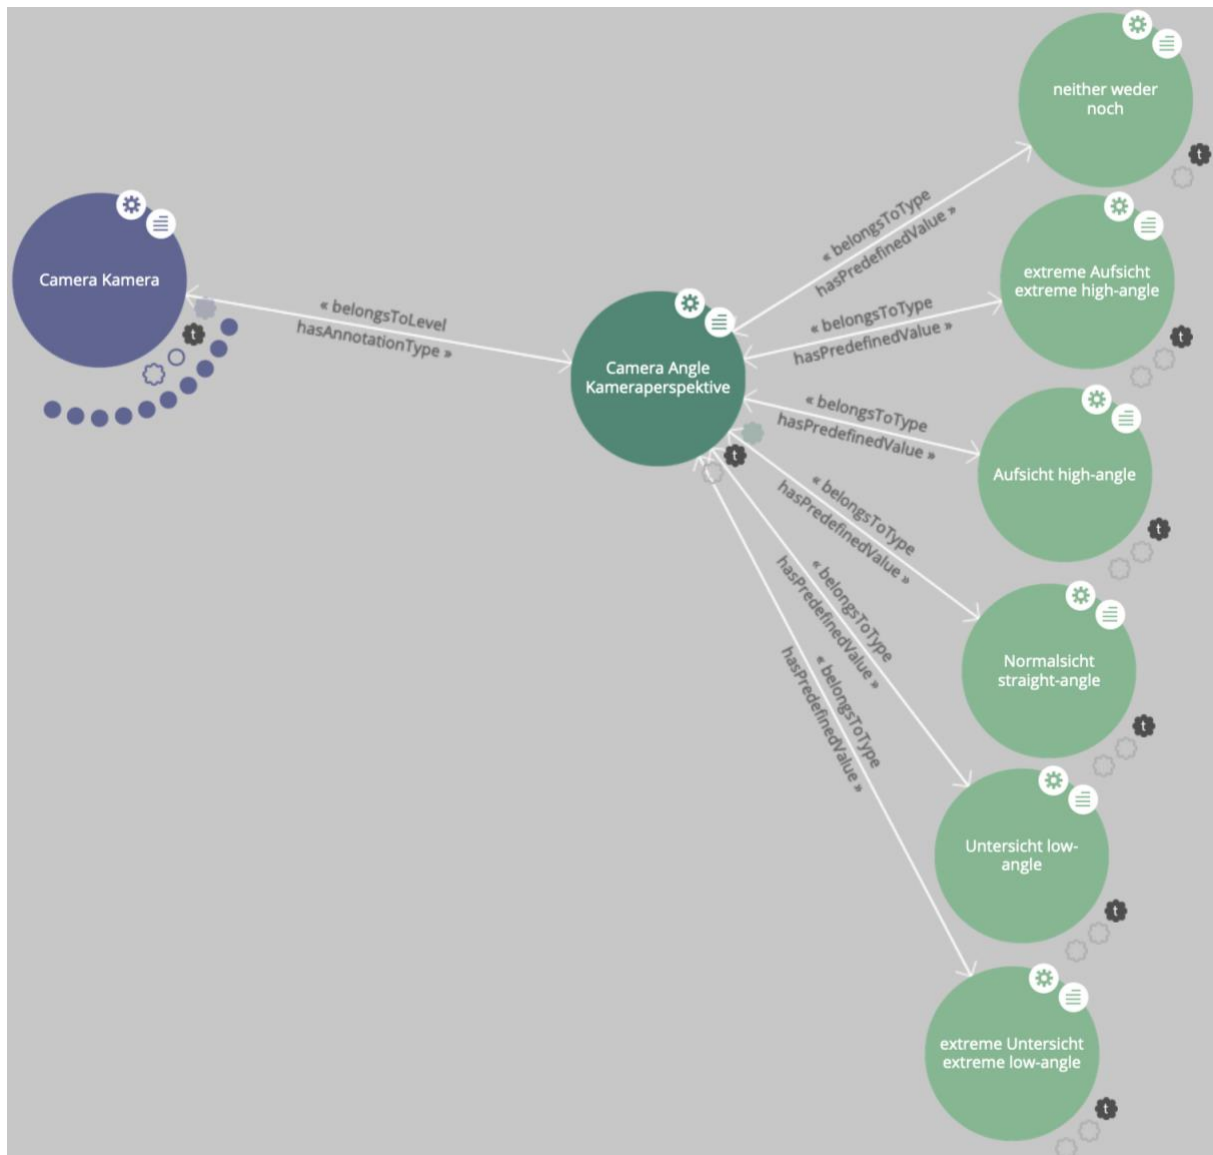 Camera Kamera
« belongsToLevel
hasAnnotationType »
Camera Angle
Kameraperspektive
t
t
« belongsToType
hasPredefinedValue »
neither weder
noch
t
« belongsToType
hasPredefinedValue »
extreme Aufsicht
extreme high-angle
t
« belongsToType
hasPredefinedValue »
Aufsicht high-angle
t
« belongsToType
hasPredefinedValue »
Normalsicht
straight-angle
t
« belongsToType
hasPredefinedValue »
Untersicht low-
angle
t
« belongsToType
hasPredefinedValue »
extreme Untersicht
extreme low-angle
t